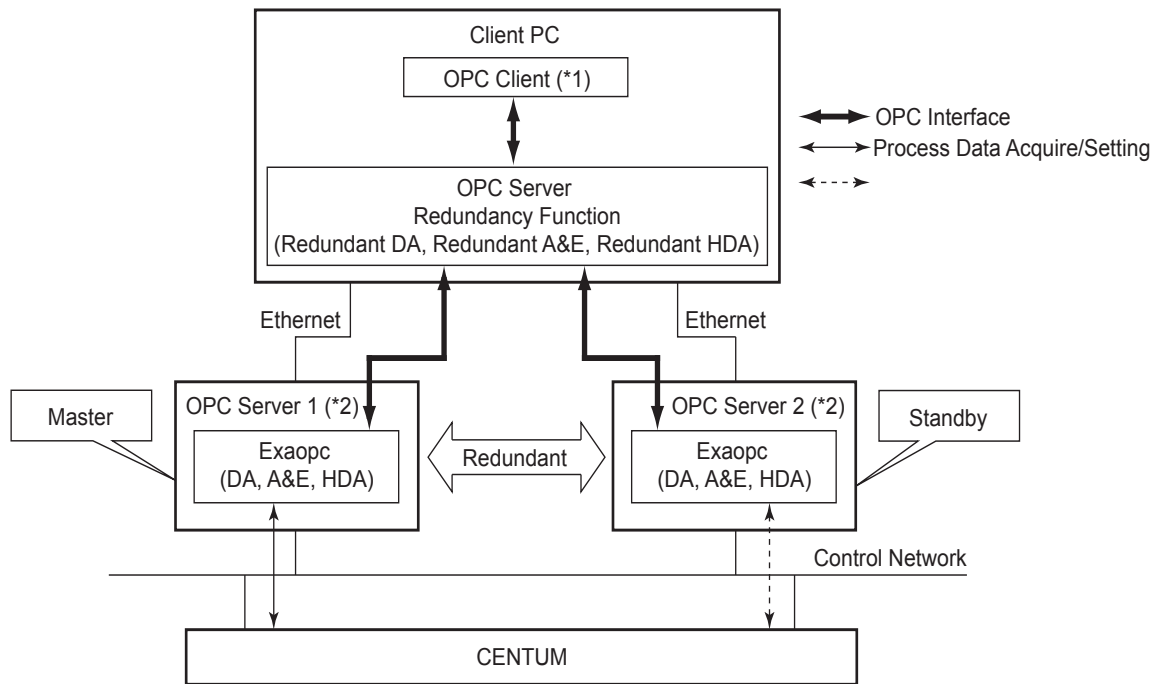 Client PC
OPC Client (*1)
OPC Interface
Process Data Acquire/Setting
OPC Server
Redundancy Function
(Redundant DA, Redundant A&E, Redundant HDA)
Ethernet
Ethernet
Master
OPC Server 1 (*2)
OPC Server 2 (*2)
Standby
Exaopc
(DA, A&E, HDA)
Redundant
Exaopc
(DA, A&E, HDA)
Control Network
CENTUM